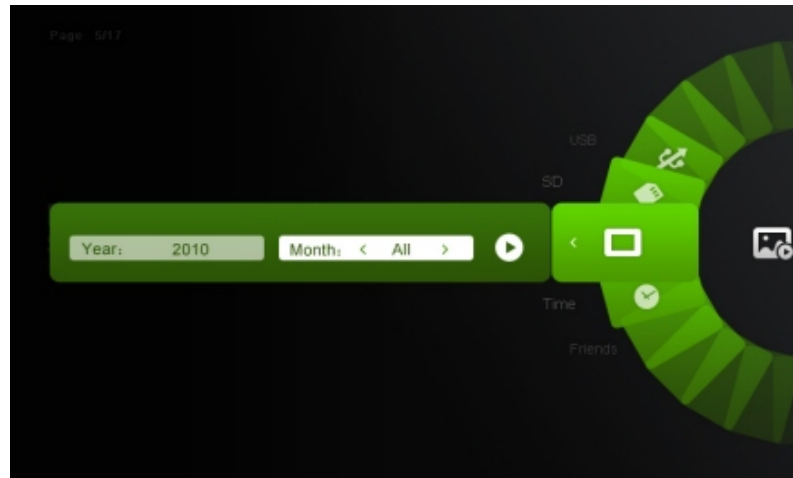 Page 5/17
USB
SD
Year: 2010 Month: < All >
Time
Friends